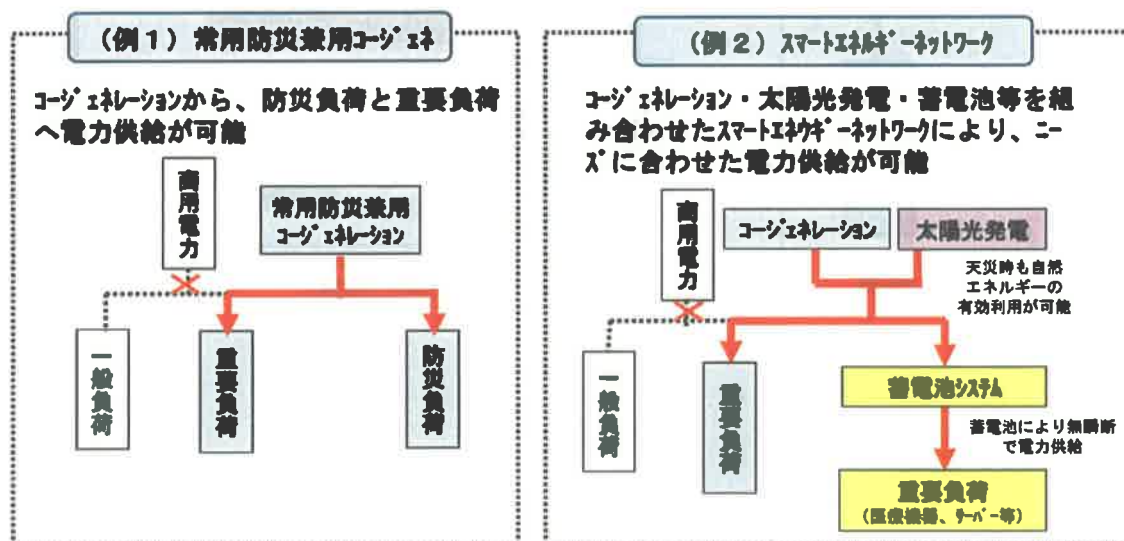 (例1) 常用防災兼用コージェネ
コージェネレーションから、防災負荷と重要負荷
へ電力供給が可能
商用電力
常用防災兼用
コージェネレーション
一般負荷
重要負荷
防災負荷
(例2) スマートエネルギーネットワーク
コージェネレーション・太陽光発電・蓄電池等を組
み合わせたスマートエネウギーネットワークにより、ニー
ズに合わせた電力供給が可能
商用電力
コージェネレーション
太陽光発電
天災時も自然
エネルギーの
有効利用が可能
一般負荷
重要負荷
蓄電池システム
蓄電池により無瞬断
で電力供給
重要負荷
(医療機器、サーバー等)